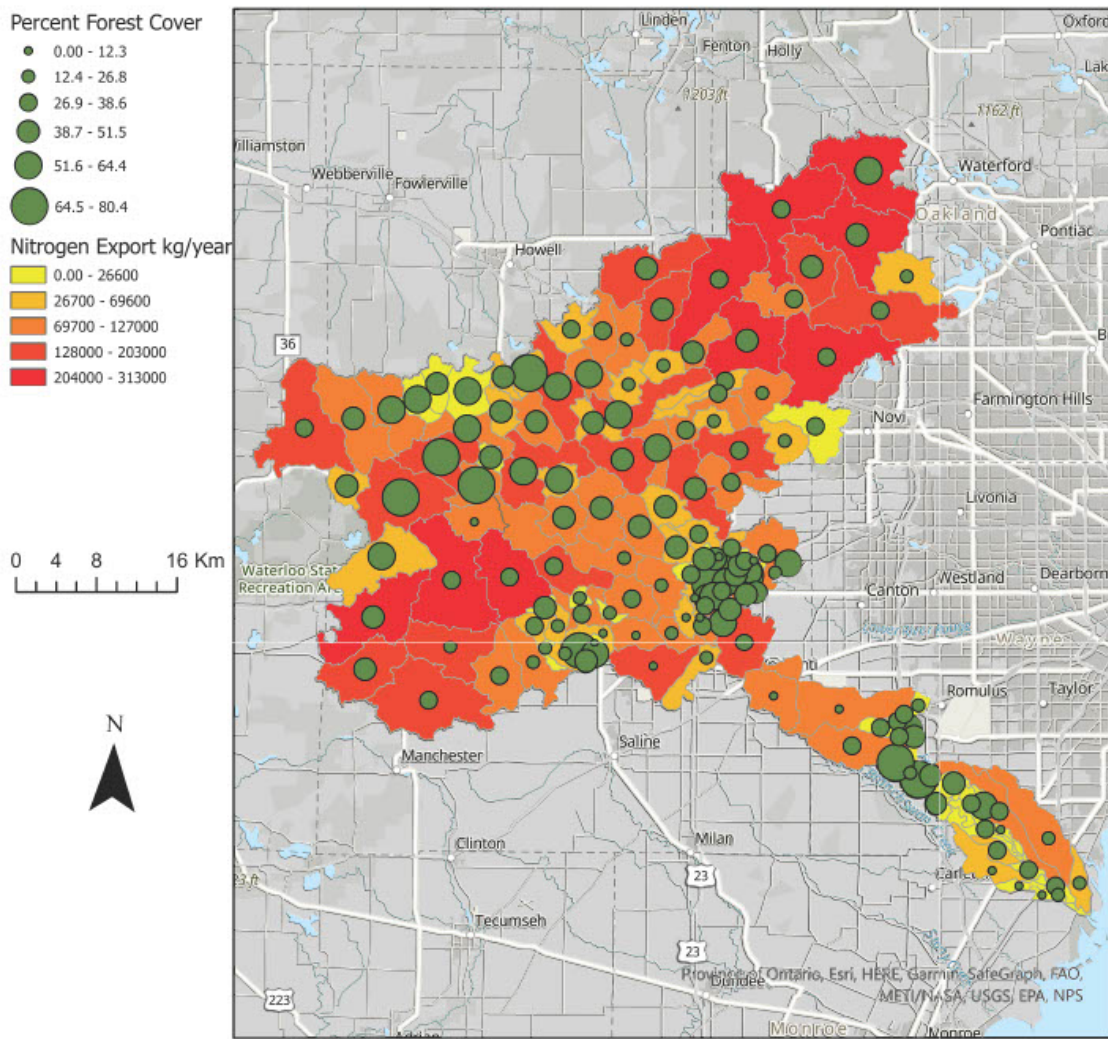 Percent Forest Cover
0.00 - 12.3
12.4 - 26.8
26.9 - 38.6
38.7 - 51.5
51.6 - 64.4
64.5 - 80.4
Nitrogen Export kg/year
0.00 - 26600
26700 - 69600
69700 - 127000
128000 - 203000
204000 - 313000
0 4 8 16 Km
N
Linden
Oxford
Fenton
Holly
1203 ft
1162 ft
Webberville
Fowlerville
Waterford
Oakland
Pontiac
Howell
36
Farmington Hills
Novi
Livonia
Waterloo State
Recreation
Canton
Westland
Dearborn
Wayne
Romulus
Taylor
Manchester
Saline
Clinton
Milan
23
Tecumseh
23
Dundee
223
Province of Ontario, Esri, HERE, Garmin, SafeGraph, FAO,
METI/NASA, USGS, EPA, NPS
Monroe
Monroe